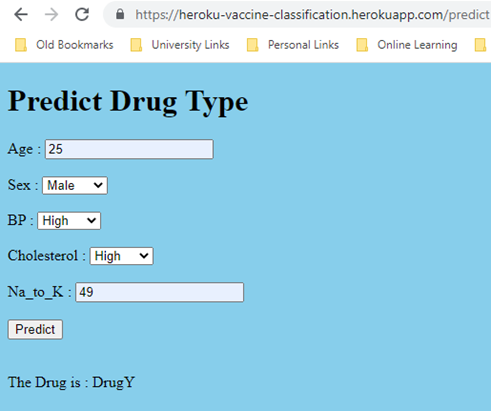 https://heroku-vaccine-classification.herokuapp.com/predict
Old Bookmarks University Links Personal Links Online Learning
Predict Drug Type
Age : 25
Sex : Male
BP : High
Cholesterol : High
Na_to_K : 49
Predict
The Drug is : DrugY